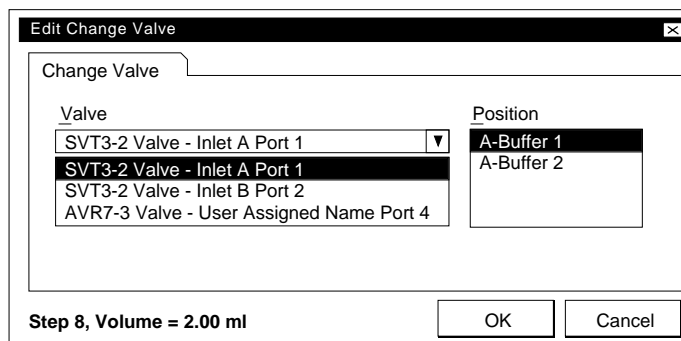 Edit Change Valve
Change Valve
Valve
Position
SVT3-2 Valve - Inlet A Port 1
SVT3-2 Valve - Inlet A Port 1
SVT3-2 Valve - Inlet B Port 2
AVR7-3 Valve - User Assigned Name Port 4
A-Buffer 1
A-Buffer 2
Step 8, Volume = 2.00 ml
OK
Cancel